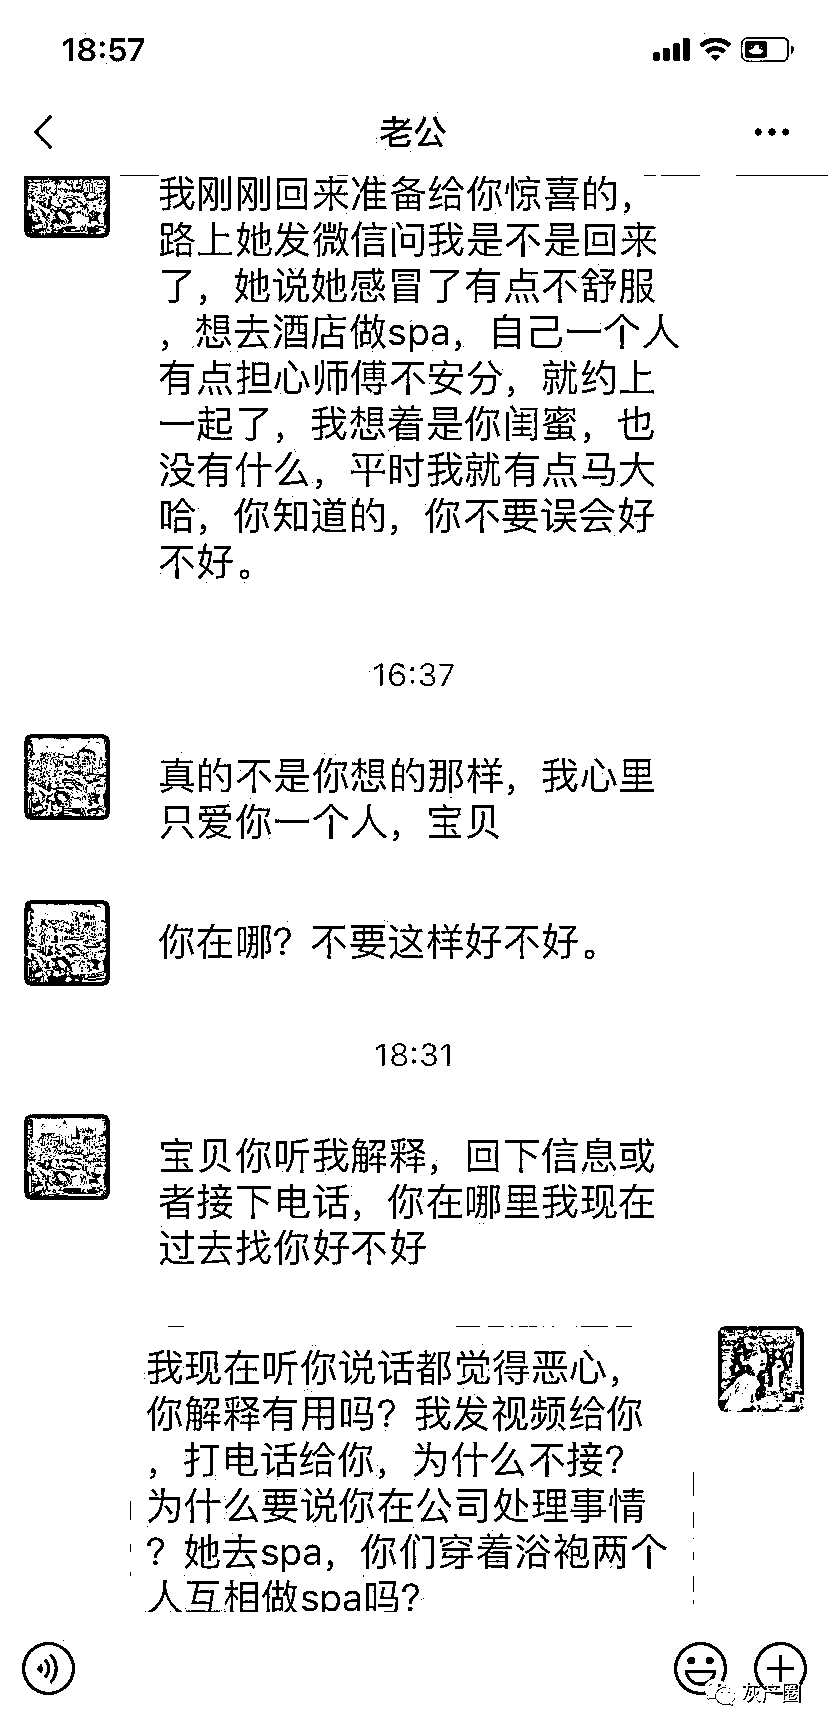 18:57
老公
我刚刚回来准备给你惊喜的，
路上她发微信问我是不是回来
了，她说她感冒了有点不舒服
，想去酒店做spa，自己一个人
有点担心师傅不安分，就约上
一起了，我想着是你闺蜜，也
没有什么，平时我就有点马大
哈，你知道的，你不要误会好
不好。
16:37
真的不是你想的那样，我心里
只爱你一个人，宝贝
你在哪？不要这样好不好。
18:31
宝贝你听我解释，回下信息或
者接下电话，你在哪里我现在
过去找你好不好
我现在听你说话都觉得恶心，
你解释有用吗？我发视频给你
，打电话给你，为什么不接？
为什么要说你在公司处理事情
？她去spa，你们穿着浴袍两个
人互相做spa吗？
灰产圈